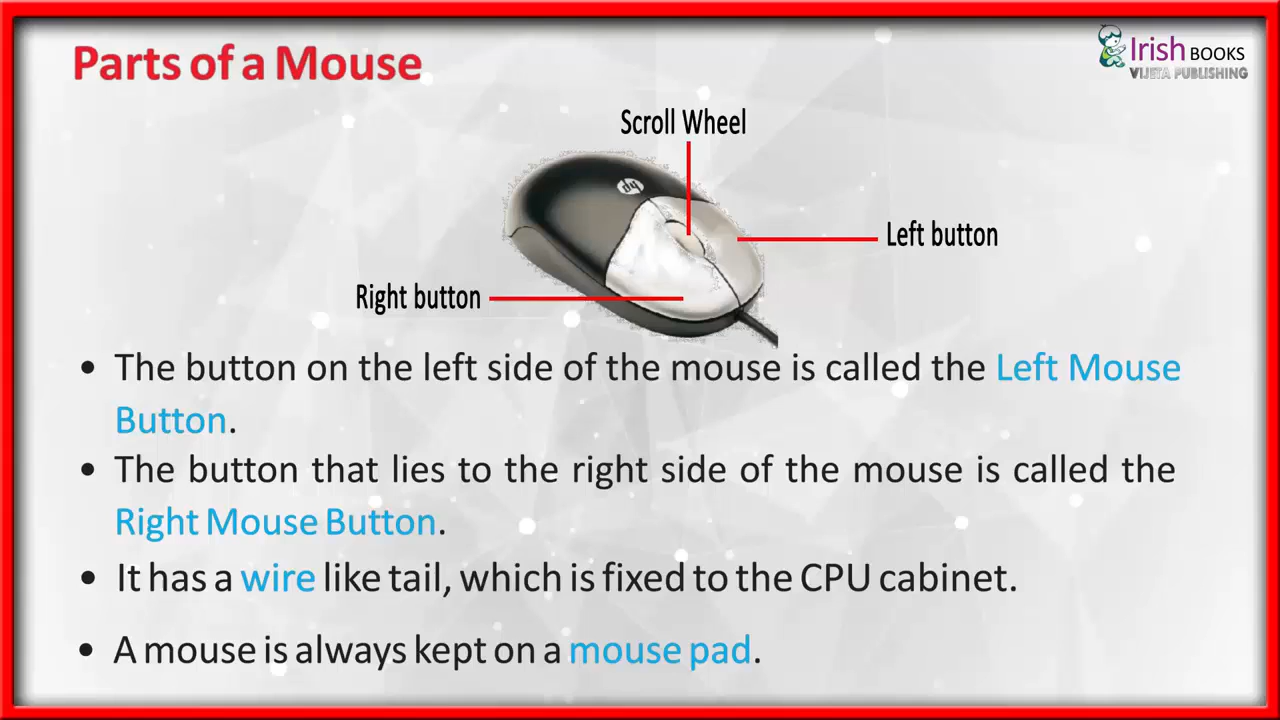 Parts of a Mouse
Irish BOOKS
VIJETA PUBLISHING
Scroll Wheel
hp
Left button
Right button
• The button on the left side of the mouse is called the Left Mouse
Button.
• The button that lies to the right side of the mouse is called the
Right Mouse Button.
• It has a wire like tail, which is fixed to the CPU cabinet.
• A mouse is always kept on a mouse pad.